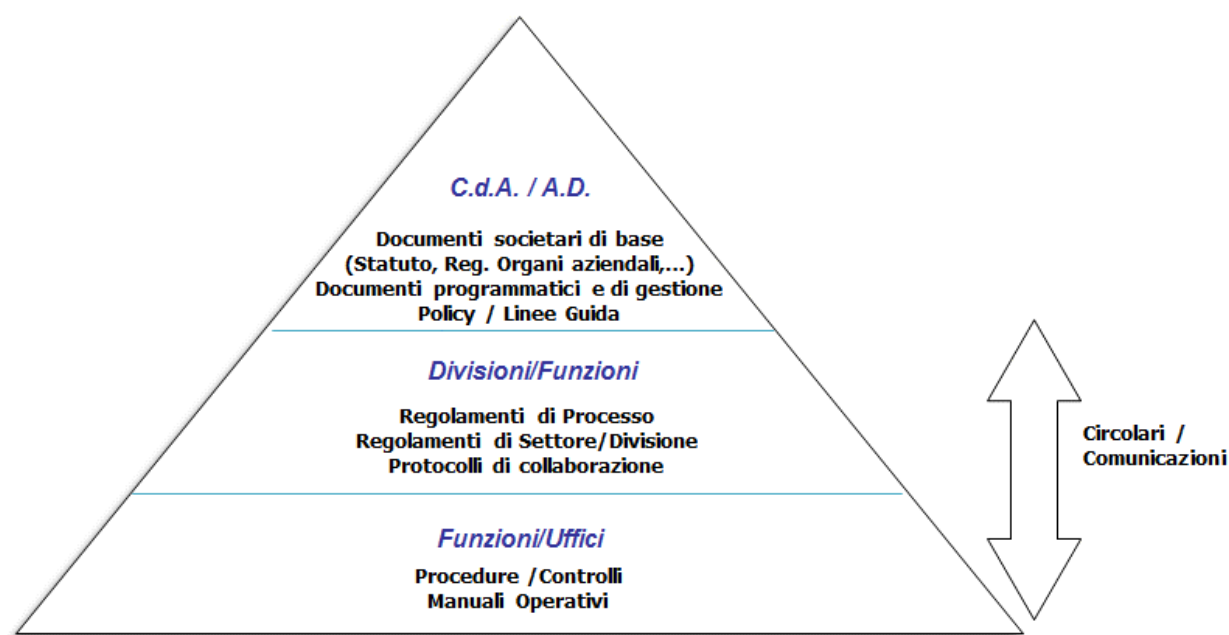 C.d.A. / A.D.
Documenti societari di base
(Statuto, Reg. Organi aziendali,...)
Documenti programmatici e di gestione
Policy / Linee Guida
Divisioni/Funzioni
Regolamenti di Processo
Regolamenti di Settore/Divisione
Protocolli di collaborazione
Circolari /
Comunicazioni
Funzioni/Uffici
Procedure /Controlli
Manuali Operativi